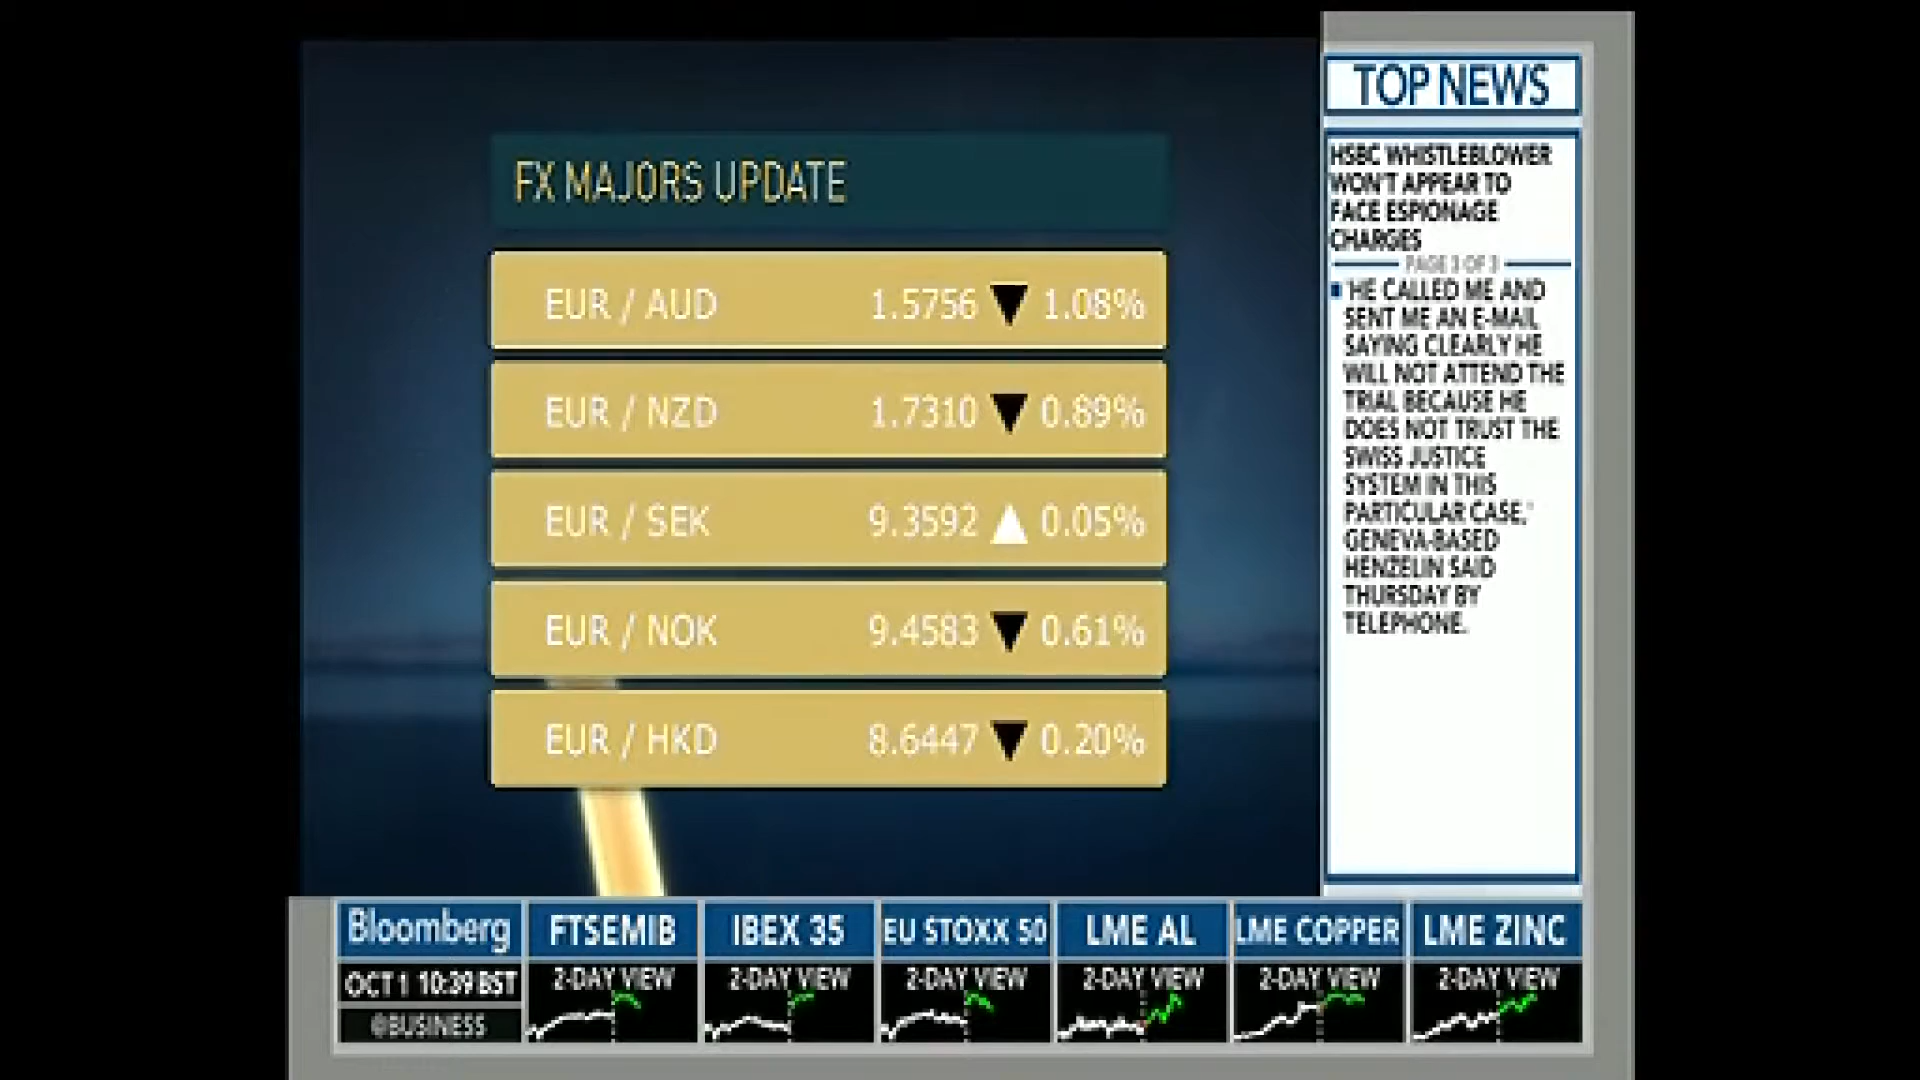 FX MAJORS UPDATE
EUR / AUD 1.5756 ▼ 1.08%
EUR / NZD 1.7310 ▼ 0.89%
EUR / SEK 9.3592 ▲ 0.05%
EUR / NOK 9.4583 ▼ 0.61%
EUR / HKD 8.6447 ▼ 0.20%
TOP NEWS
HSBC WHISTLEBLOWER
WON'T APPEAR TO
FACE ESPIONAGE
CHARGES
PAGE 3 OF 3
'HE CALLED ME AND
SENT ME AN E-MAIL
SAYING CLEARLY HE
WILL NOT ATTEND THE
TRIAL BECAUSE HE
DOES NOT TRUST THE
SWISS JUSTICE
SYSTEM IN THIS
PARTICULAR CASE,'
GENEVA-BASED
HENZELIN SAID
THURSDAY BY
TELEPHONE.
Bloomberg
OCT 1 10:39 BST
@BUSINESS
FTSEMIB
2-DAY VIEW
IBEX 35
2-DAY VIEW
EU STOXX 50
2-DAY VIEW
LME AL
2-DAY VIEW
LME COPPER
2-DAY VIEW
LME ZINC
2-DAY VIEW